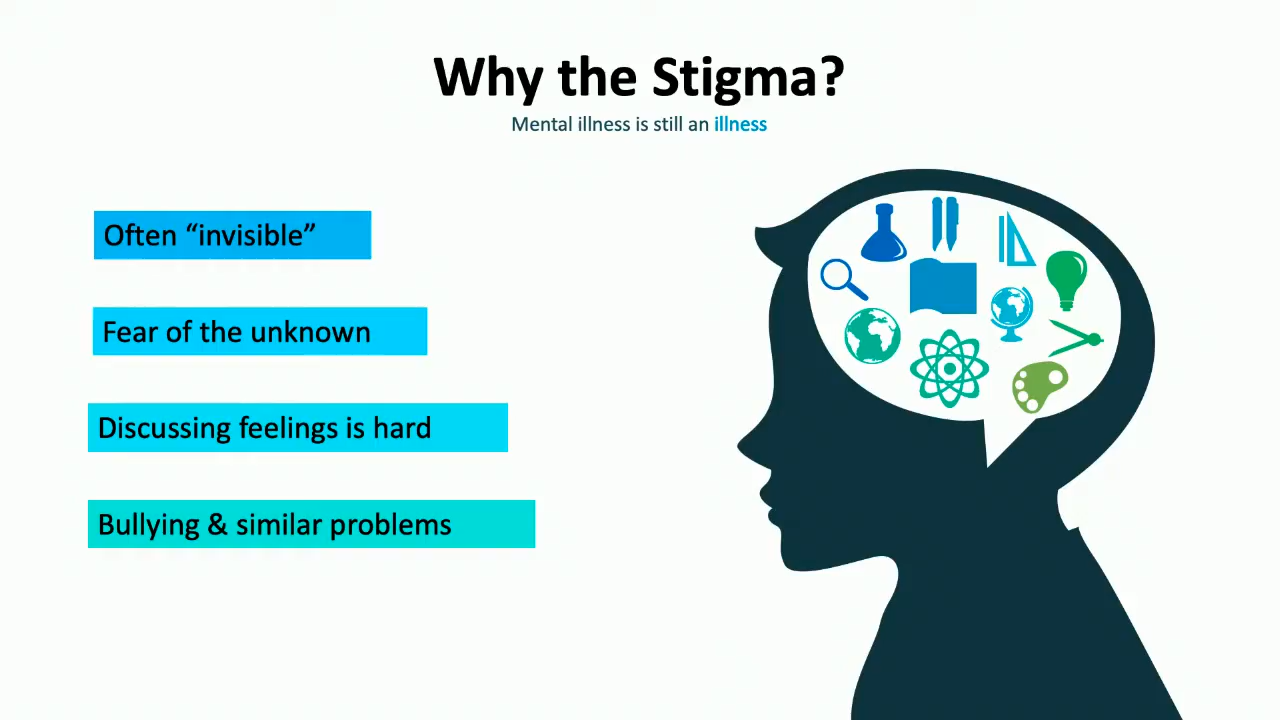 Why the Stigma?
Mental illness is still an illness
Often “invisible”
Fear of the unknown
Discussing feelings is hard
Bullying & similar problems